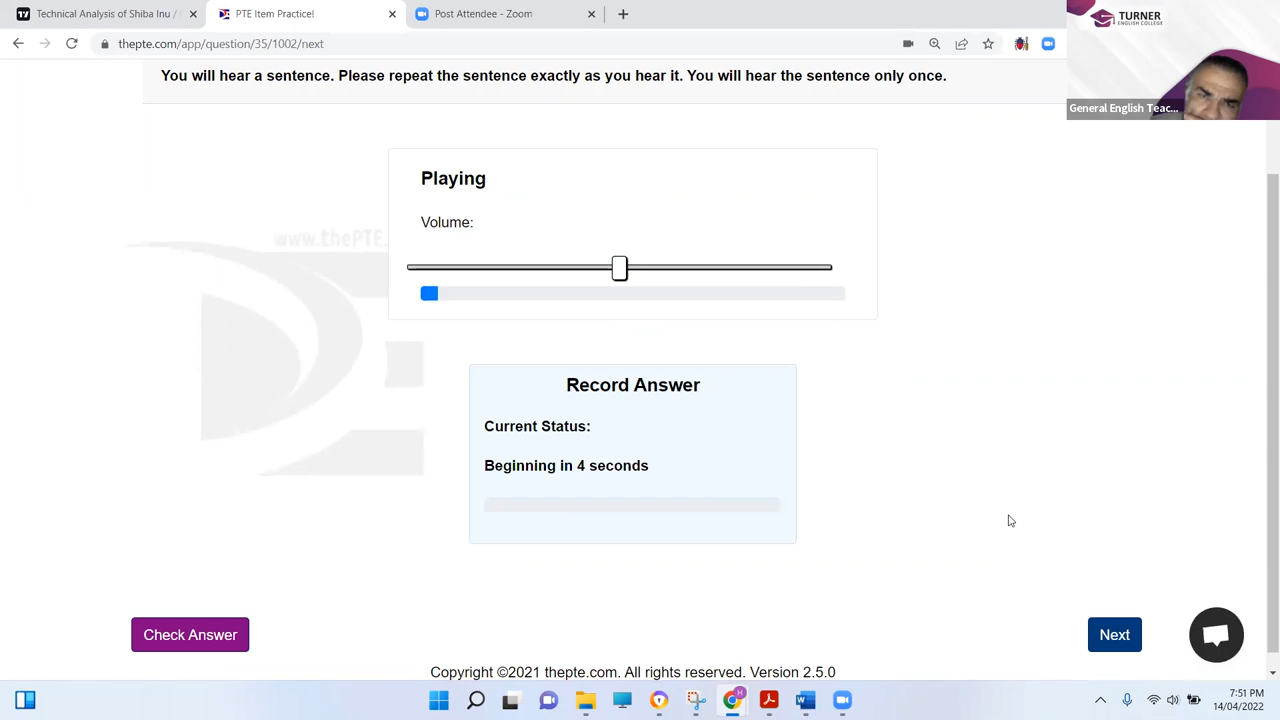 Technical Analysis of Shiba Inu /
PTE Item Practice!
Post Attendee - Zoom
thepte.com/app/question/35/1002/next
TURNER
ENGLISH COLLEGE
General English Teac...
You will hear a sentence. Please repeat the sentence exactly as you hear it. You will hear the sentence only once.
Playing
Volume:
www.thePTE.
Record Answer
Current Status:
Beginning in 4 seconds
Check Answer
Next
Copyright ©2021 thepte.com. All rights reserved. Version 2.5.0
7:51 PM
14/04/2022